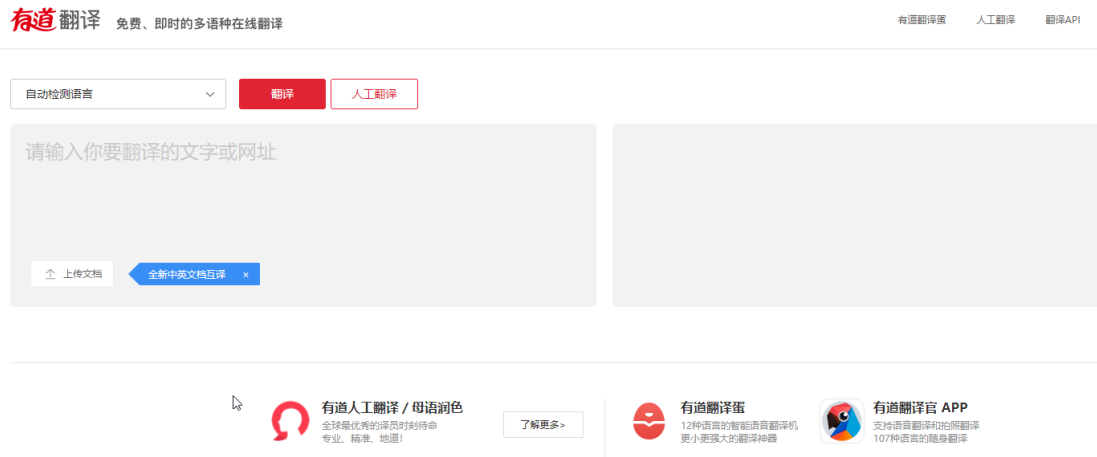 有道翻译 免费、即时的多语种在线翻译 有道翻译蛋 人工翻译 翻译API
自动检测语言 翻译 人工翻译
请输入你要翻译的文字或网址
上传文档 全新中英文档互译 ×
有道人工翻译 / 母语润色
全球最优秀的译员时刻待命
专业、精准、地道!
了解更多>
有道翻译蛋
12种语言的智能语音翻译机
更小更强大的翻译神器
有道翻译官 APP
支持语音翻译和拍照翻译
107种语言的随身翻译